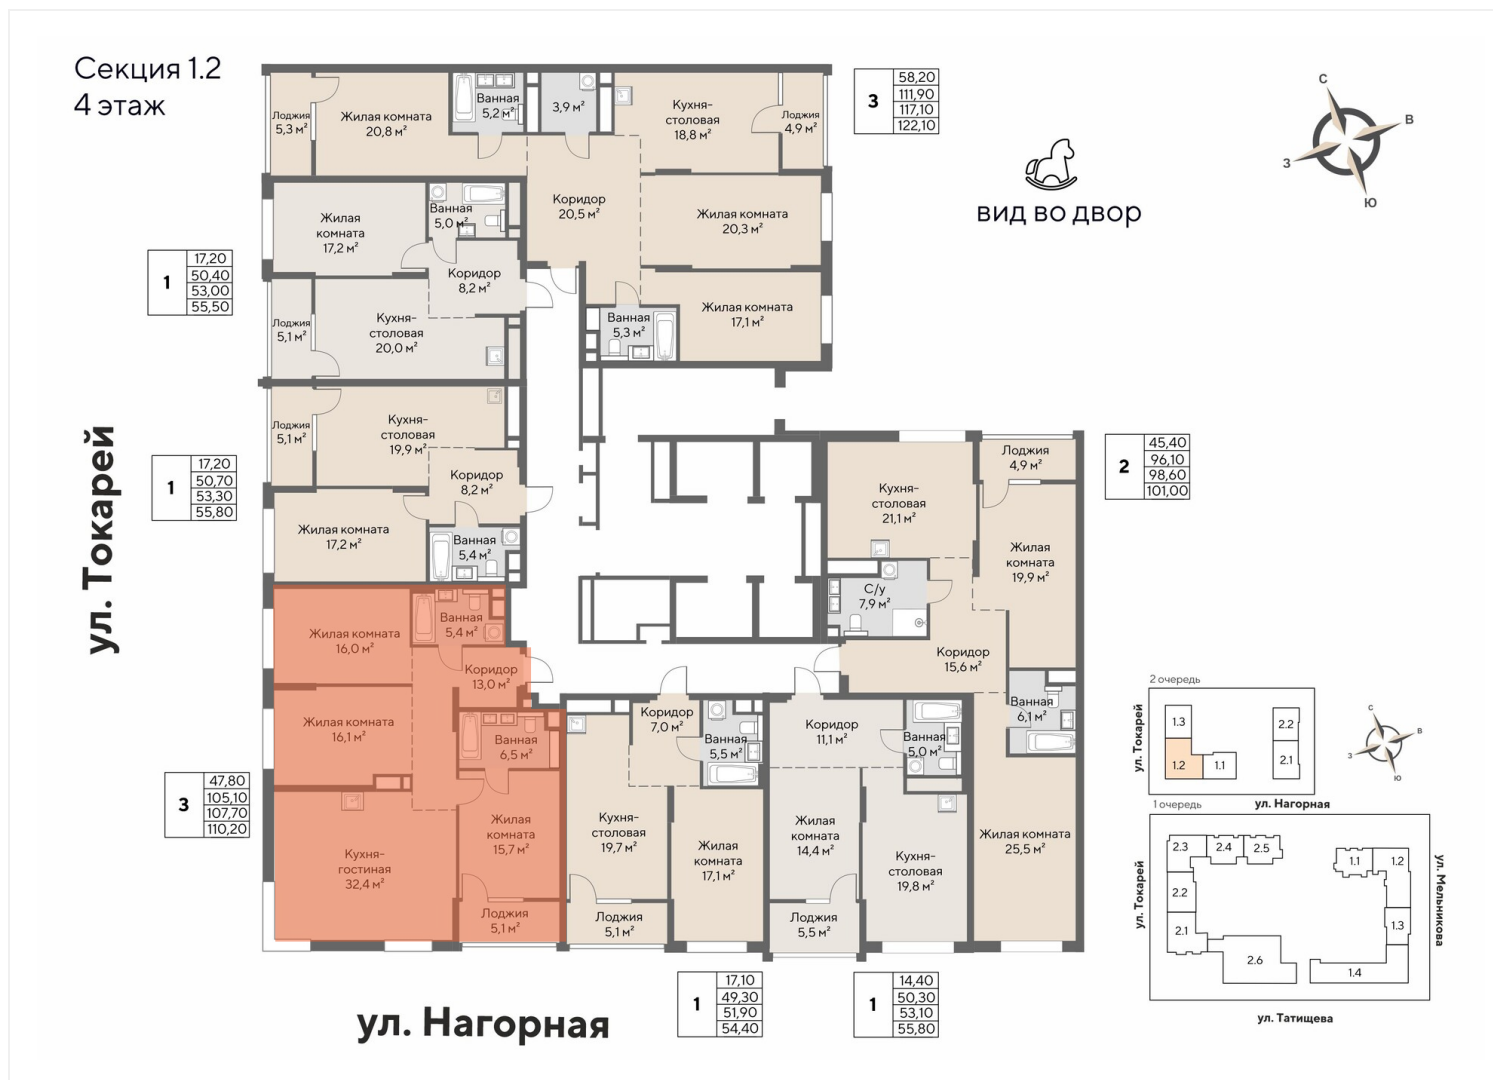 Секция 1.2
4 этаж
Лоджия
5,3 м²
Жилая комната
20,8 м²
Ванная
5,2 м²
3,9 м²
Кухня-
столовая
18,8 м²
Лоджия
4,9 м²
3
58,20
111,90
117,10
122,10
вид во двор
С
В
З
Ю
Жилая
комната
17,2 м²
Ванная
5,0 м²
Коридор
20,5 м²
Жилая комната
20,3 м²
1
17,20
50,40
53,00
55,50
Коридор
8,2 м²
Лоджия
5,1 м²
Кухня-
столовая
20,0 м²
Ванная
5,3 м²
Жилая комната
17,1 м²
ул. Токарей
1
17,20
50,70
53,30
55,80
Лоджия
5,1 м²
Кухня-
столовая
19,9 м²
Коридор
8,2 м²
Жилая комната
17,2 м²
Ванная
5,4 м²
Кухня-
столовая
21,1 м²
Лоджия
4,9 м²
2
45,40
96,10
98,60
101,00
Жилая
комната
19,9 м²
С/у
7,9 м²
Коридор
15,6 м²
Ванная
6,1 м²
Жилая комната
25,5 м²
Жилая комната
16,0 м²
Ванная
5,4 м²
Коридор
13,0 м²
Жилая комната
16,1 м²
Ванная
6,5 м²
3
47,80
105,10
107,70
110,20
Кухня-
гостиная
32,4 м²
Жилая
комната
15,7 м²
Лоджия
5,1 м²
Коридор
7,0 м²
Ванная
5,5 м²
Кухня-
столовая
19,7 м²
Жилая
комната
17,1 м²
Лоджия
5,1 м²
Коридор
11,1 м²
Ванная
5,0 м²
Жилая
комната
14,4 м²
Кухня-
столовая
19,8 м²
Лоджия
5,5 м²
ул. Нагорная
1
17,10
49,30
51,90
54,40
1
14,40
50,30
53,10
55,80
2 очередь
ул. Токарей
1.3
1.2
1.1
2.2
2.1
С
В
З
Ю
1 очередь
ул. Нагорная
ул. Токарей
2.3
2.4
2.5
2.2
2.1
2.6
1.1
1.2
1.3
1.4
ул. Мельникова
ул. Татищева